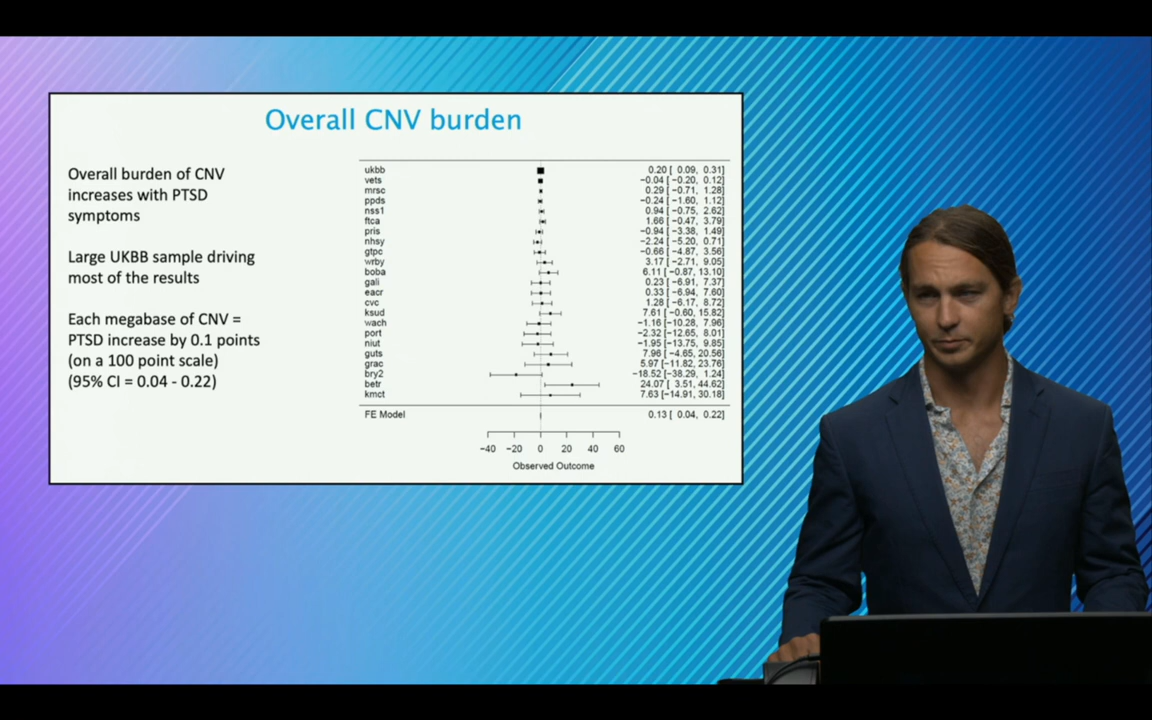 Overall CNV burden
Overall burden of CNV
increases with PTSD
symptoms
Large UKBB sample driving
most of the results
Each megabase of CNV =
PTSD increase by 0.1 points
(on a 100 point scale)
(95% CI = 0.04 - 0.22)
ukbb 0.20 [ 0.09, 0.31]
vets −0.04 [ −0.20, 0.12]
mrsc 0.29 [ −0.71, 1.28]
ppds −0.24 [ −1.60, 1.12]
nss1 0.94 [ −0.75, 2.62]
ftca 1.66 [ −0.47, 3.79]
pris −0.94 [ −3.38, 1.49]
nhsy −2.24 [ −5.20, 0.71]
gtpc −0.66 [ −4.87, 3.56]
wrby 3.17 [ −2.71, 9.05]
boba 6.11 [ −0.87, 13.10]
gali 0.23 [ −6.91, 7.37]
eacr 0.33 [ −6.94, 7.60]
cvc 1.28 [ −6.17, 8.72]
ksud 7.61 [ −0.60, 15.82]
wach −1.16 [−10.28, 7.96]
port −2.32 [−12.65, 8.01]
niut −1.95 [−13.75, 9.85]
guts 7.96 [ −4.65, 20.56]
grac 5.97 [−11.82, 23.76]
bry2 −18.52 [−38.29, 1.24]
betr 24.07 [ 3.51, 44.62]
kmct 7.63 [−14.91, 30.18]
FE Model 0.13 [ 0.04, 0.22]
−40 −20 0 20 40 60
Observed Outcome